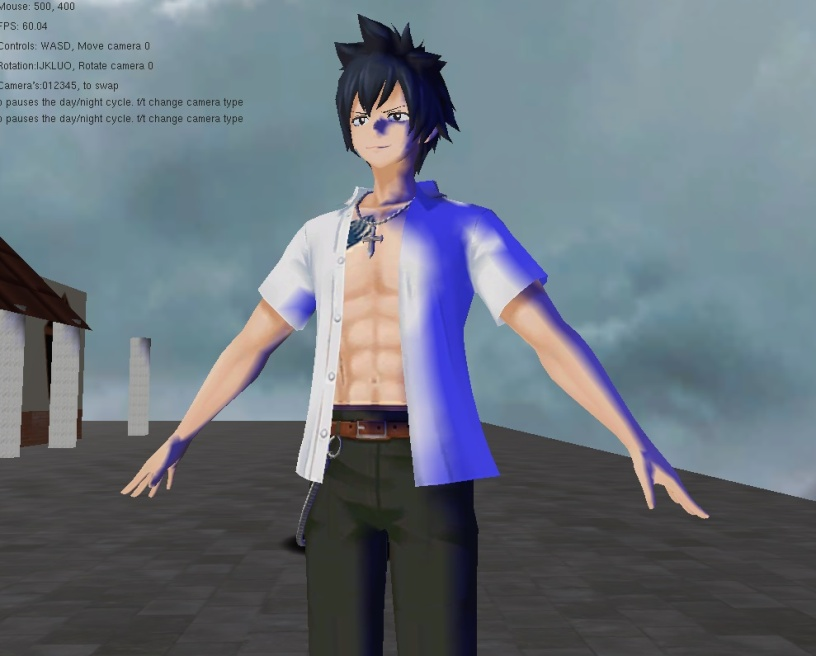 Mouse: 500, 400
FPS: 60.04
Controls: WASD, Move camera 0
Rotation:IJKLUO, Rotate camera 0
Camera's:012345, to swap
p pauses the day/night cycle. f/t change camera type
p pauses the day/night cycle. f/t change camera type